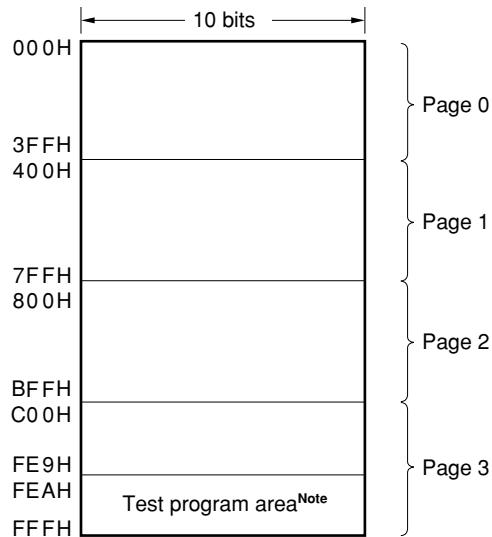 10 bits
000H
Page 0
3FFH
400H
Page 1
7FFH
800H
Page 2
BFFH
C00H
FE9H
Page 3
FEAH
Test program areaNote
FFFH